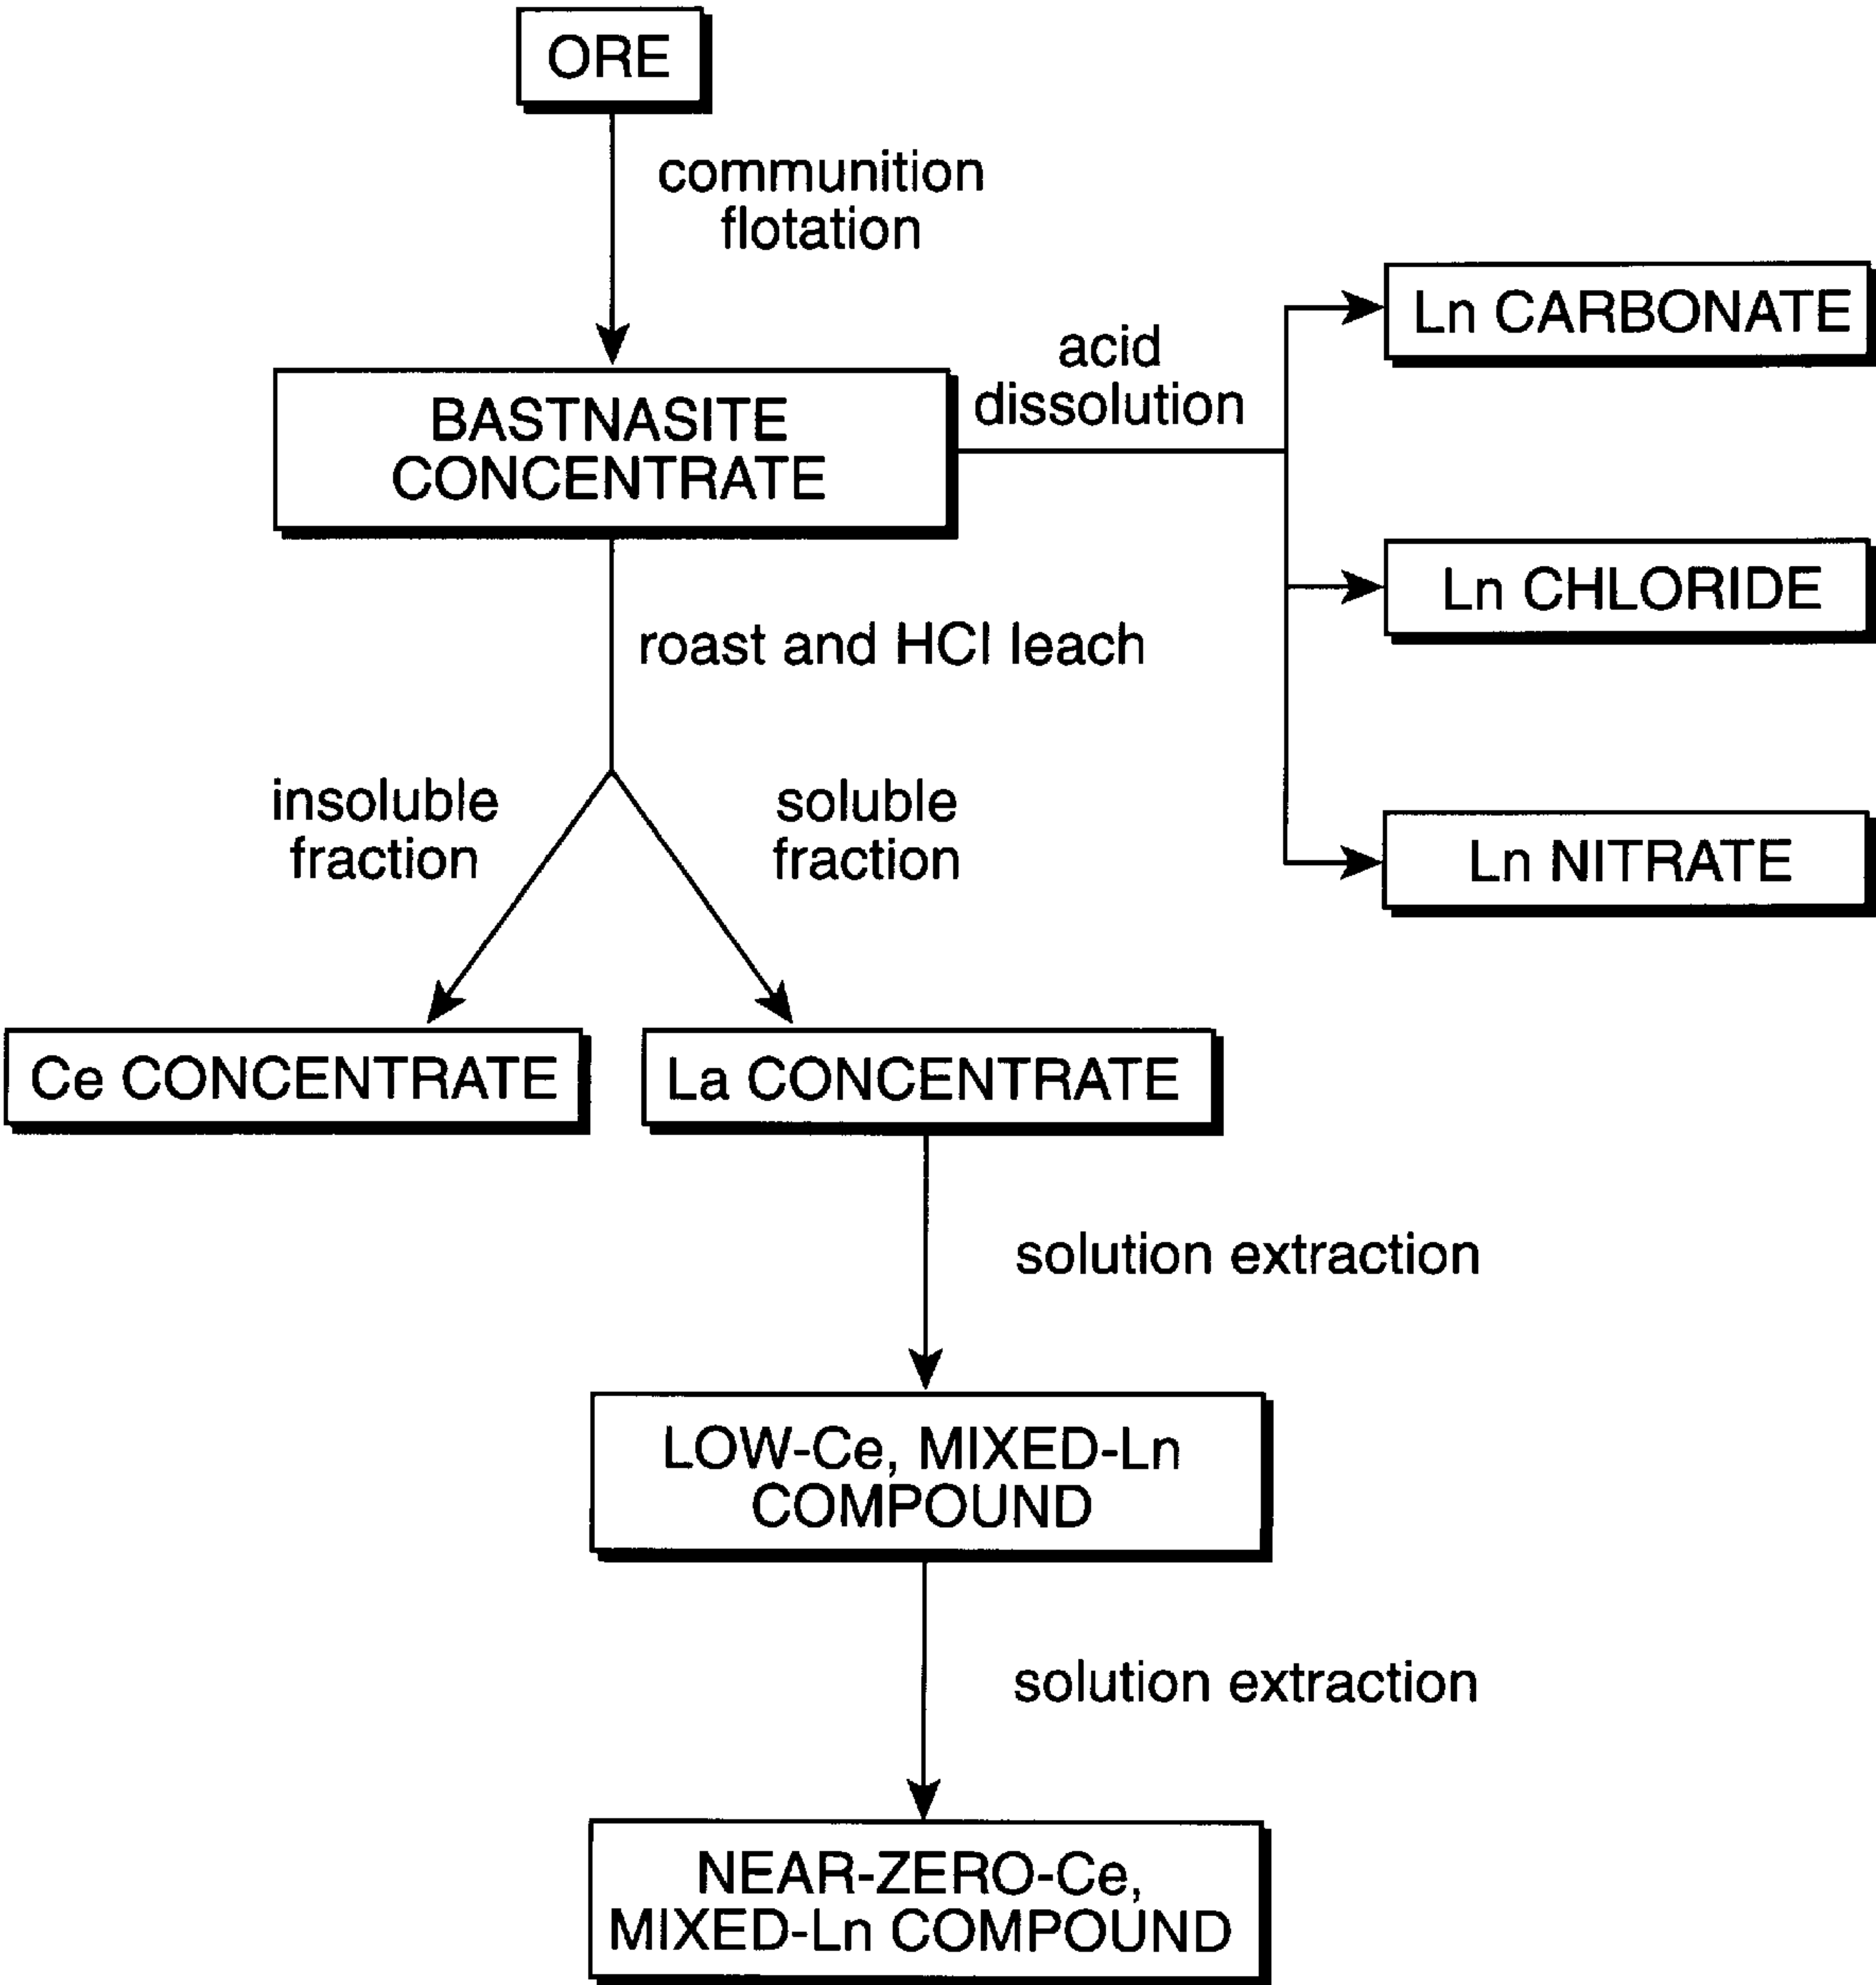 ORE
communition
flotation
BASTNASITE
CONCENTRATE
acid
dissolution
Ln CARBONATE
Ln CHLORIDE
Ln NITRATE
roast and HCl leach
insoluble
fraction
soluble
fraction
Ce CONCENTRATE
La CONCENTRATE
solution extraction
LOW-Ce, MIXED-Ln
COMPOUND
solution extraction
NEAR-ZERO-Ce,
MIXED-Ln COMPOUND